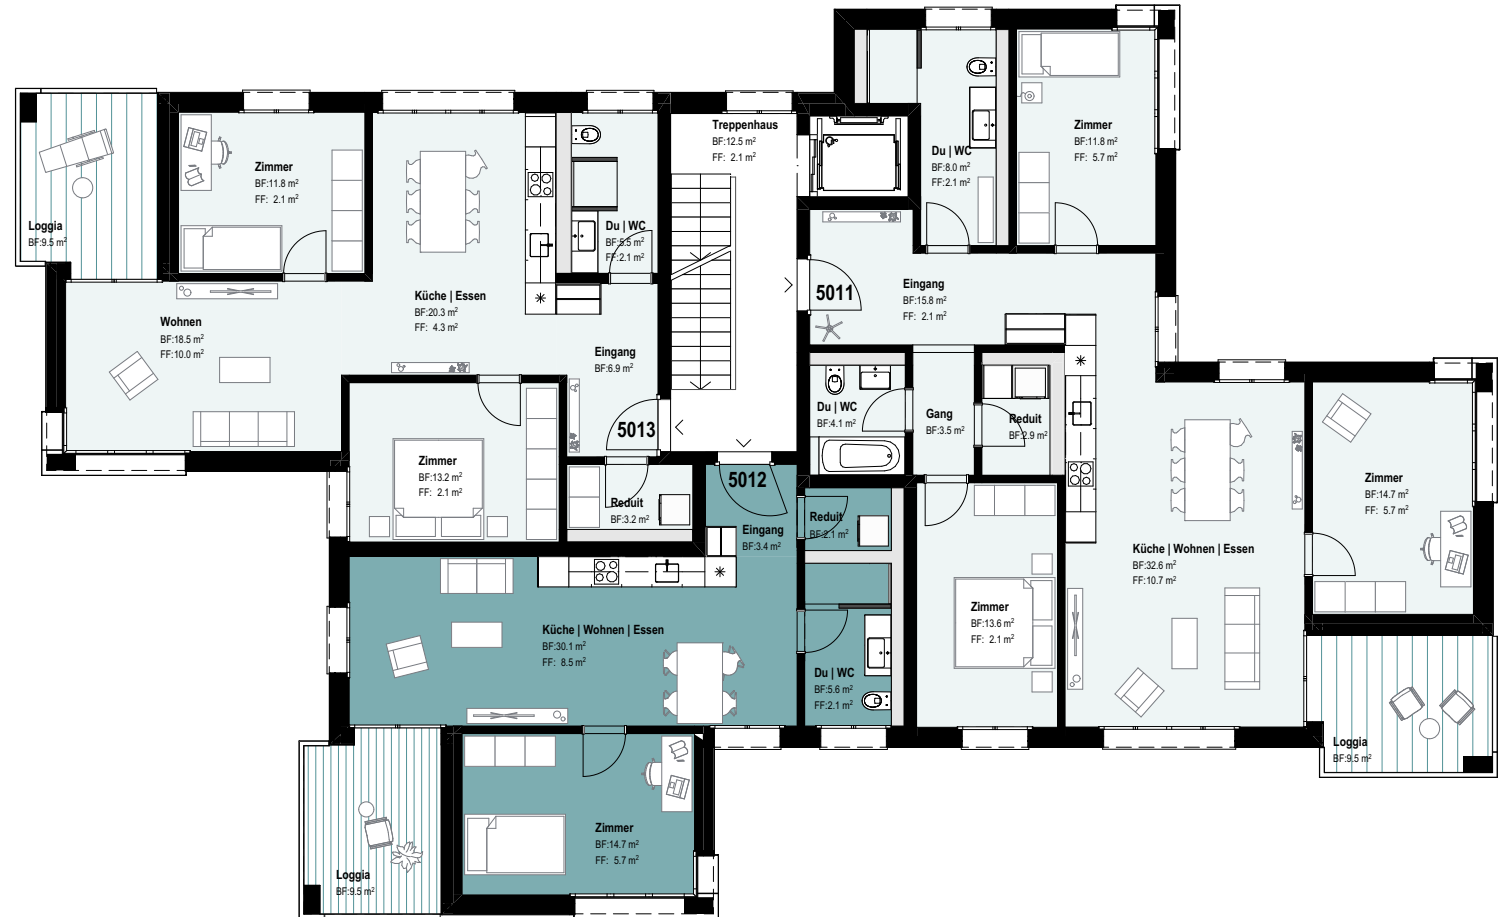 Treppenhaus
BF:12.5 m²
FF: 2.1 m²
Zimmer
BF:11.8 m²
FF: 5.7 m²
Du | WC
BF:8.0 m²
FF:2.1 m²
Zimmer
BF:11.8 m²
FF: 2.1 m²
Loggia
BF:9.5 m²
Du | WC
BF:5.5 m²
FF:2.1 m²
Küche | Essen
BF:20.3 m²
FF: 4.3 m²
Wohnen
BF:18.5 m²
FF:10.0 m²
Eingang
BF:6.9 m²
5011
Eingang
BF:15.8 m²
FF: 2.1 m²
Du | WC
BF:4.1 m²
Gang
BF:3.5 m²
Reduit
BF:2.9 m²
5013
Zimmer
BF:13.2 m²
FF: 2.1 m²
5012
Reduit
BF:3.2 m²
Eingang
BF:3.4 m²
Reduit
BF:2.1 m²
Zimmer
BF:14.7 m²
FF: 5.7 m²
Küche | Wohnen | Essen
BF:32.6 m²
FF:10.7 m²
Zimmer
BF:13.6 m²
FF: 2.1 m²
Küche | Wohnen | Essen
BF:30.1 m²
FF: 8.5 m²
Du | WC
BF:5.6 m²
FF:2.1 m²
Loggia
BF:9.5 m²
Zimmer
BF:14.7 m²
FF: 5.7 m²
Loggia
BF:9.5 m²